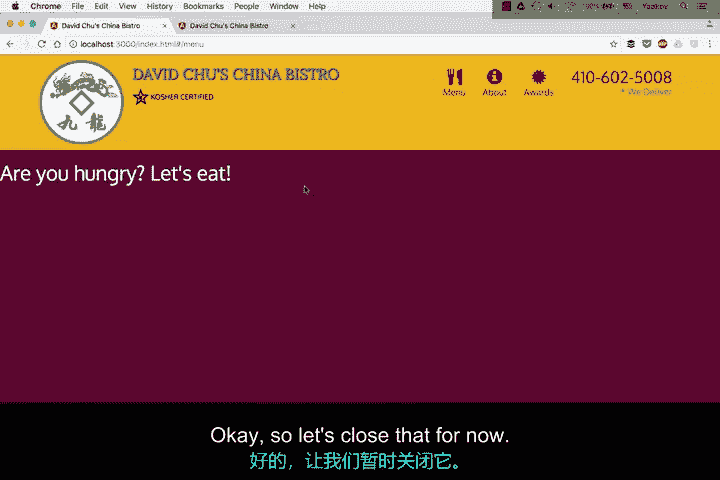 Chrome File Edit View History Bookmarks People Window Help
David Chu's China Bistro
David Chu's China Bistro
localhost:3000/index.html#/menu
DAVID CHU'S CHINA BISTRO
KOSHER CERTIFIED
九龍
Menu
About
Awards
410-602-5008
* We Deliver
Are you hungry? Let's eat!
Okay, so let's close that for now.
好的，让我们暂时关闭它。